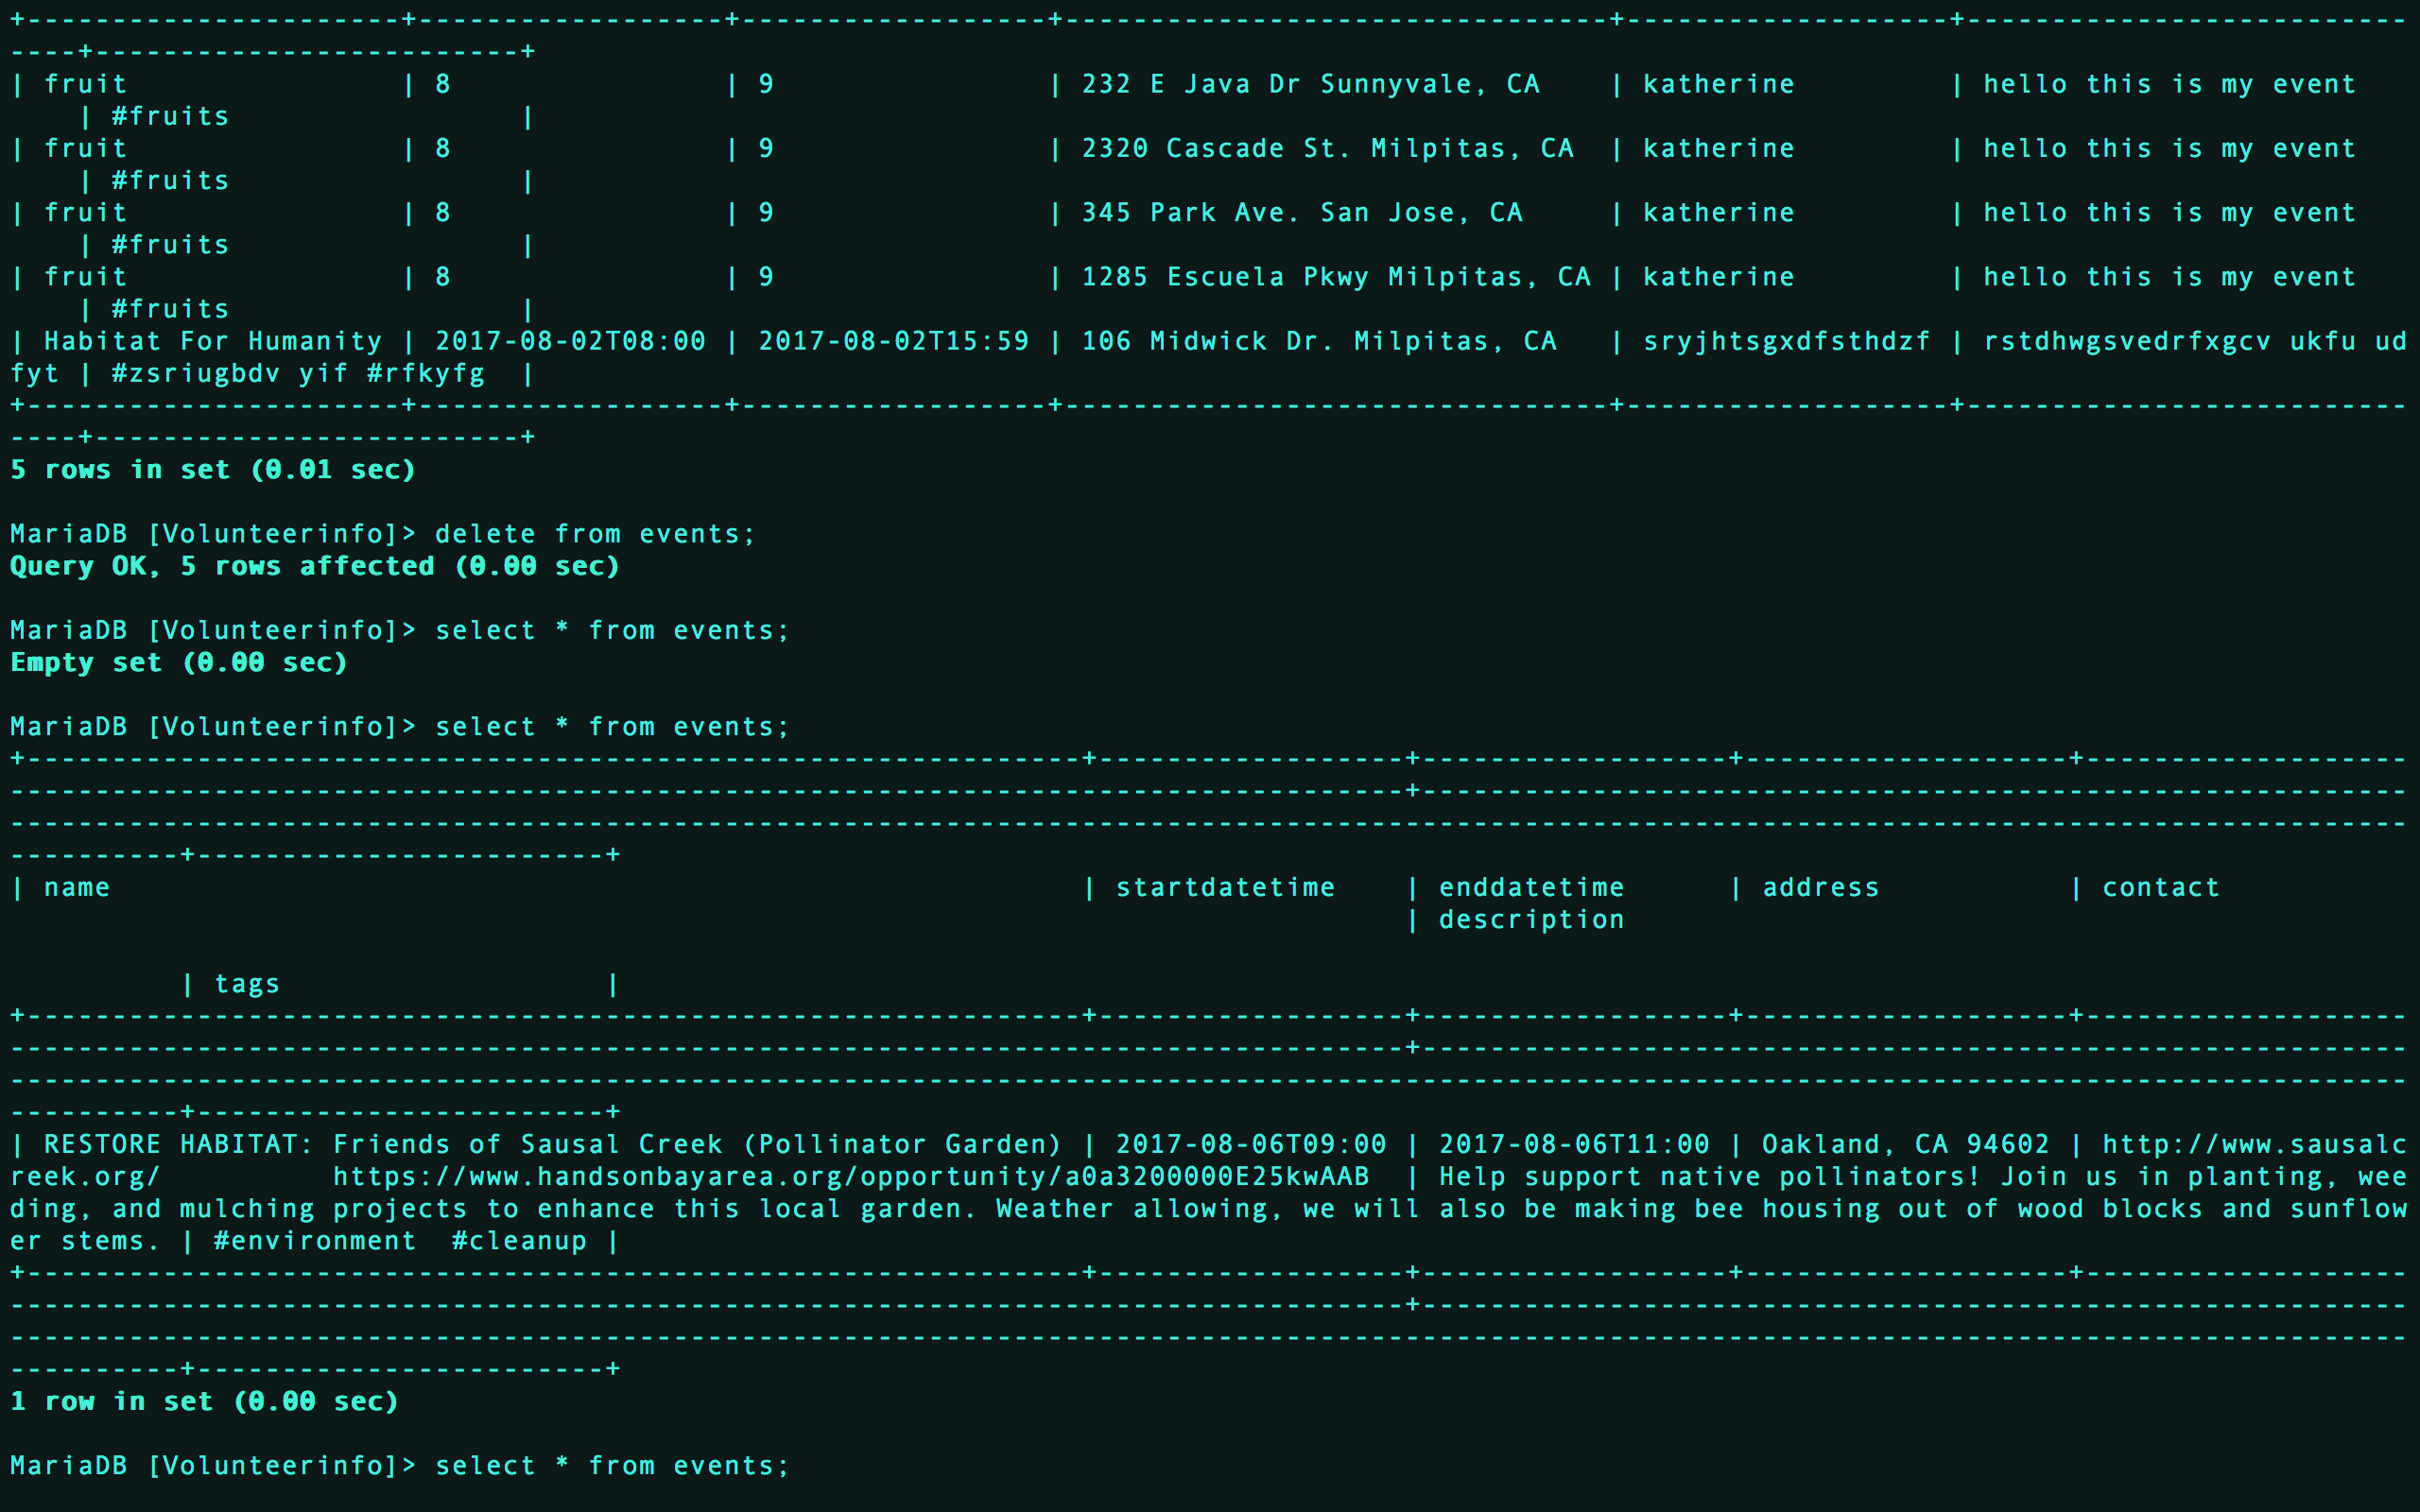 +----------------------+------------------+------------------+--------------------------------+-------------------+--------------------------
----+-------------------------+
| fruit                | 8                | 9                | 232 E Java Dr Sunnyvale, CA    | katherine         | hello this is my event
    | #fruits                 |
| fruit                | 8                | 9                | 2320 Cascade St. Milpitas, CA  | katherine         | hello this is my event
    | #fruits                 |
| fruit                | 8                | 9                | 345 Park Ave. San Jose, CA     | katherine         | hello this is my event
    | #fruits                 |
| fruit                | 8                | 9                | 1285 Escuela Pkwy Milpitas, CA | katherine         | hello this is my event
    | #fruits                 |
| Habitat For Humanity | 2017-08-02T08:00 | 2017-08-02T15:59 | 106 Midwick Dr. Milpitas, CA   | sryjhtsgxdfsthdzf | rstdhwgsvedrfxgcv ukfu ud
fyt | #zsriugbdv yif #rfkyfg  |
+----------------------+------------------+------------------+--------------------------------+-------------------+--------------------------
----+-------------------------+
5 rows in set (0.01 sec)

MariaDB [Volunteerinfo]> delete from events;
Query OK, 5 rows affected (0.00 sec)

MariaDB [Volunteerinfo]> select * from events;
Empty set (0.00 sec)

MariaDB [Volunteerinfo]> select * from events;
+--------------------------------------------------------------+------------------+------------------+-------------------+-------------------
----------------------------------------------------------------------------------+----------------------------------------------------------
---------------------------------------------------------------------------------------------------------------------------------------------
----------+------------------------+
| name                                                         | startdatetime    | enddatetime      | address           | contact
                                                                                  | description

          | tags                   |
+--------------------------------------------------------------+------------------+------------------+-------------------+-------------------
----------------------------------------------------------------------------------+----------------------------------------------------------
---------------------------------------------------------------------------------------------------------------------------------------------
----------+------------------------+
| RESTORE HABITAT: Friends of Sausal Creek (Pollinator Garden) | 2017-08-06T09:00 | 2017-08-06T11:00 | Oakland, CA 94602 | http://www.sausalc
reek.org/          https://www.handsonbayarea.org/opportunity/a0a3200000E25kwAAB  | Help support native pollinators! Join us in planting, wee
ding, and mulching projects to enhance this local garden. Weather allowing, we will also be making bee housing out of wood blocks and sunflow
er stems. | #environment  #cleanup |
+--------------------------------------------------------------+------------------+------------------+-------------------+-------------------
----------------------------------------------------------------------------------+----------------------------------------------------------
---------------------------------------------------------------------------------------------------------------------------------------------
----------+------------------------+
1 row in set (0.00 sec)

MariaDB [Volunteerinfo]> select * from events;